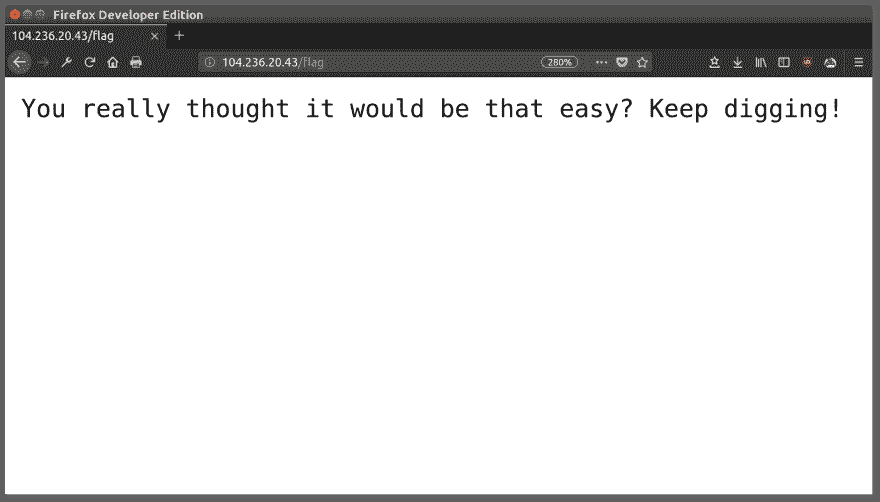 Firefox Developer Edition
104.236.20.43/flag
104.236.20.43/flag
280%
You really thought it would be that easy? Keep digging!